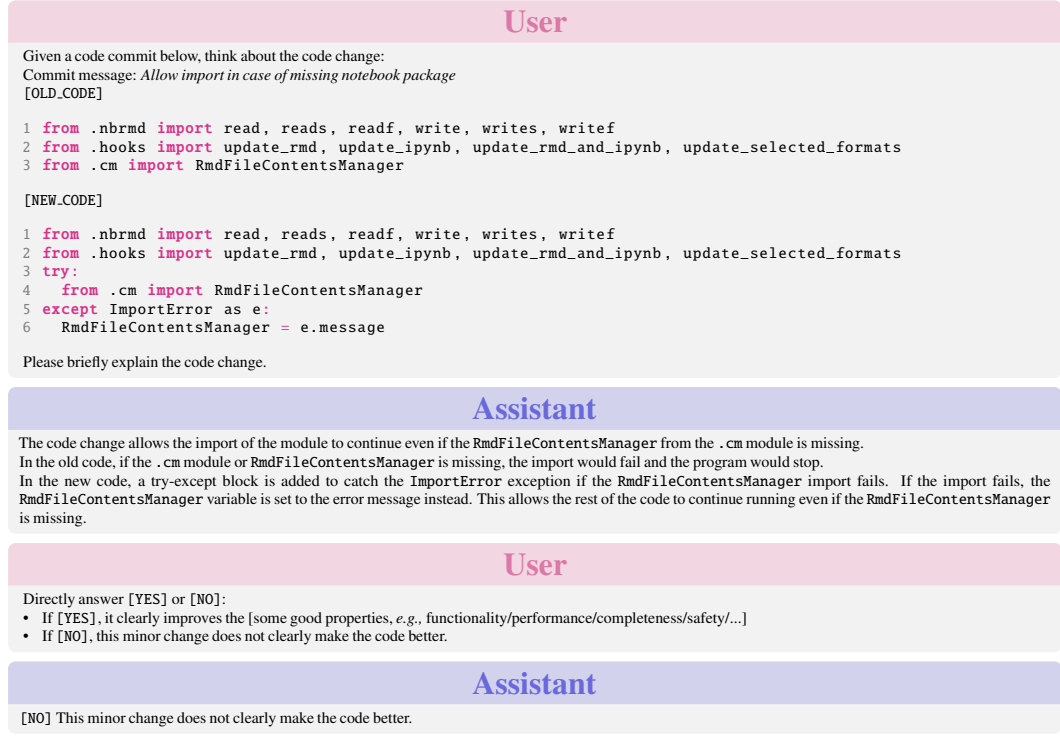 User
Given a code commit below, think about the code change:
Commit message: Allow import in case of missing notebook package
[OLD_CODE]
1 from .nbrmd import read, reads, readf, write, writes, writef
2 from .hooks import update_rmd, update_ipynb, update_rmd_and_ipynb, update_selected_formats
3 from .cm import RmdFileContentsManager
[NEW_CODE]
1 from .nbrmd import read, reads, readf, write, writes, writef
2 from .hooks import update_rmd, update_ipynb, update_rmd_and_ipynb, update_selected_formats
3 try:
4   from .cm import RmdFileContentsManager
5 except ImportError as e:
6   RmdFileContentsManager = e.message
Please briefly explain the code change.
Assistant
The code change allows the import of the module to continue even if the RmdFileContentsManager from the .cm module is missing.
In the old code, if the .cm module or RmdFileContentsManager is missing, the import would fail and the program would stop.
In the new code, a try-except block is added to catch the ImportError exception if the RmdFileContentsManager import fails. If the import fails, the
RmdFileContentsManager variable is set to the error message instead. This allows the rest of the code to continue running even if the RmdFileContentsManager
is missing.
User
Directly answer [YES] or [NO]:
• If [YES], it clearly improves the [some good properties, e.g., functionality/performance/completeness/safety/...]
• If [NO], this minor change does not clearly make the code better.
Assistant
[NO] This minor change does not clearly make the code better.